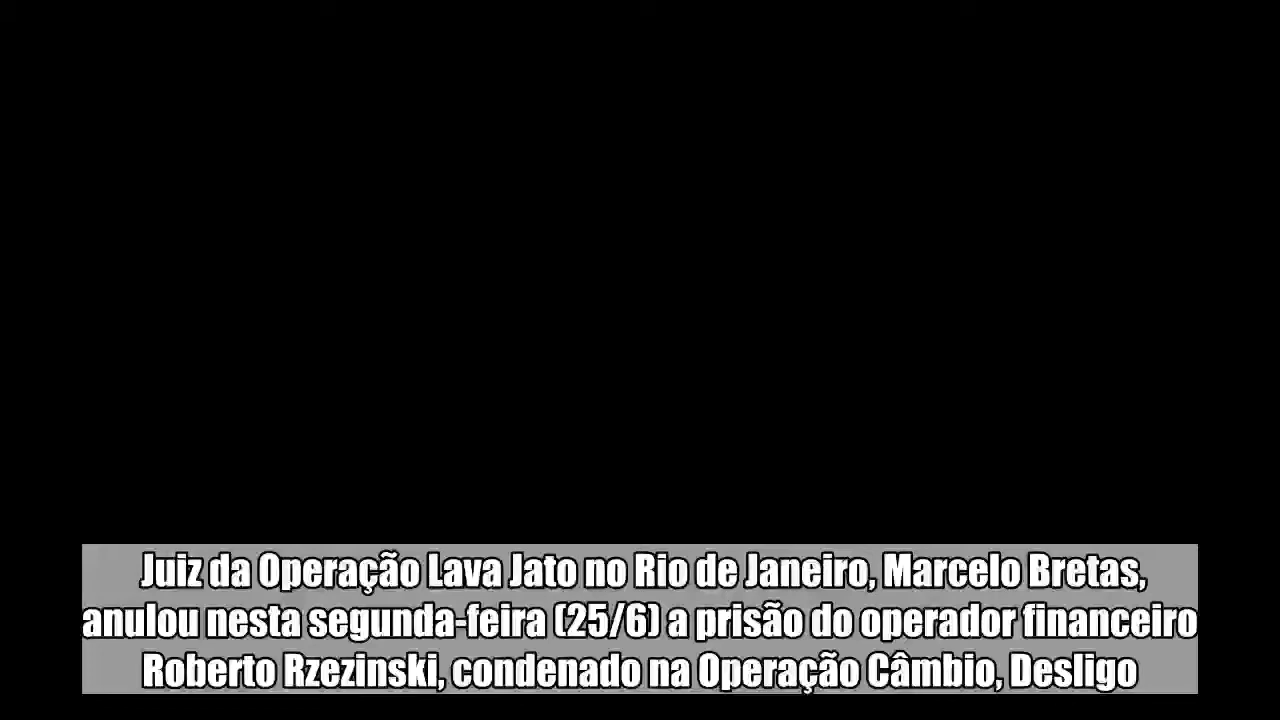 Juiz da Operação Lava Jato no Rio de Janeiro, Marcelo Bretas,
anulou nesta segunda-feira (25/6) a prisão do operador financeiro
Roberto Rzezinski, condenado na Operação Câmbio, Desligo